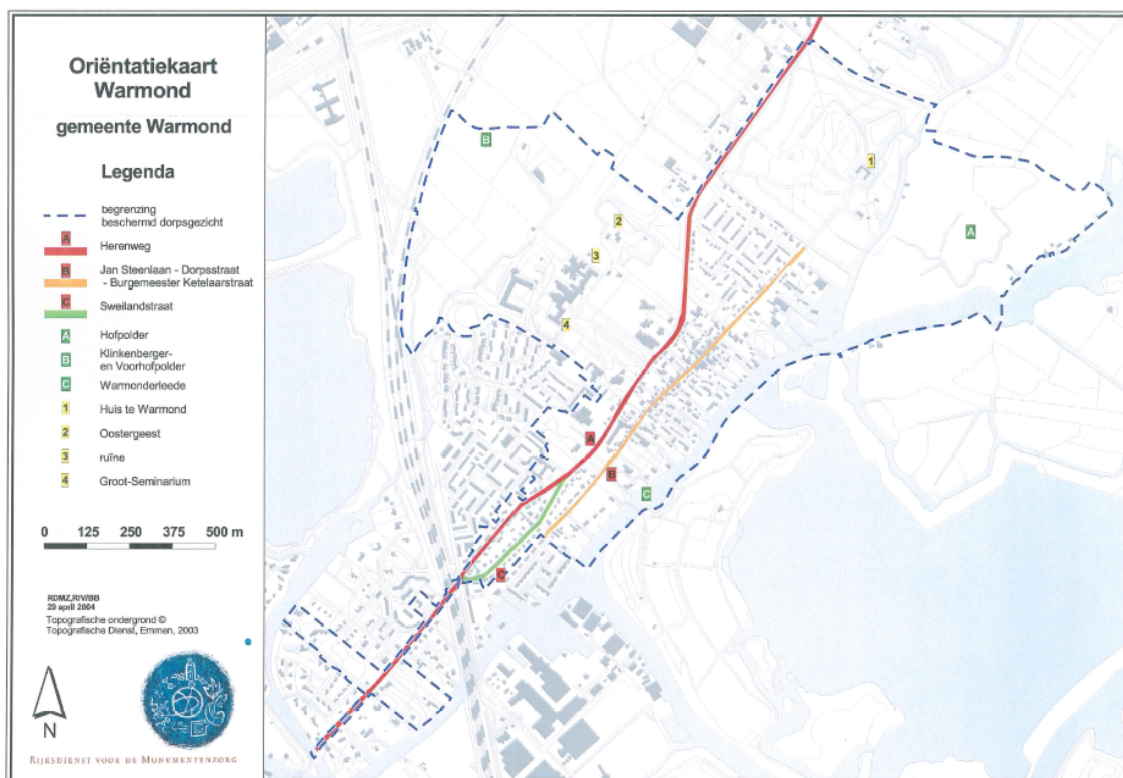 Oriëntatiekaart
Warmond
gemeente Warmond
Legenda
begrenzing
beschermd dorpsgezicht
A Herenweg
B Jan Steenlaan - Dorpsstraat
- Burgemeester Ketelaarstraat
C Sweilandstraat
A Hofpolder
B Klinkenberger-
en Voorhofpolder
C Warmonderleede
1 Huis te Warmond
2 Oostergeest
3 ruïne
4 Groot-Seminarium
0 125 250 375 500 m
RDMZ,RIV/BB
29 april 2004
Topografische ondergrond ©
Topografische Dienst, Emmen, 2003
N
RIJKSDIENST VOOR DE MONUMENTENZORG
B
1
2
A
3
4
A
B
C
C